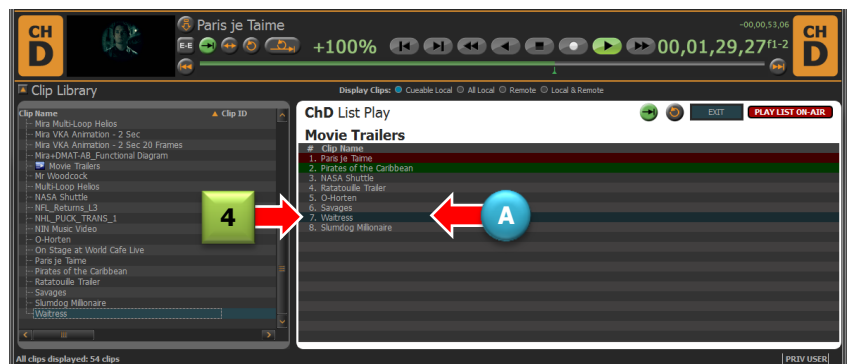 CH
D
Paris je Taime
E-E
+100%
-00,00,53,06
00,01,29,27f1-2
CH
D
Clip Library
Display Clips: Cueable Local All Local Remote Local & Remote
Clip Name Clip ID
Mira Multi-Loop Helios
Mira VKA Animation - 2 Sec
Mira VKA Animation - 2 Sec 20 Frames
Mira+DMAT-AB_Functional Diagram
Movie Trailers
Mr Woodcock
Multi-Loop Helios
NASA Shuttle
NFL_Returns_L3
NHL_PUCK_TRANS_1
NIN Music Video
O-Horten
On Stage at World Cafe Live
Paris je Taime
Pirates of the Caribbean
Ratatouille Trailer
Savages
Slumdog Millionaire
Waitress
ChD List Play
EXIT
PLAY LIST ON-AIR
Movie Trailers
# Clip Name
1. Paris je Taime
2. Pirates of the Caribbean
3. NASA Shuttle
4. Ratatouille Trailer
5. O-Horten
6. Savages
7. Waitress
8. Slumdog Millionaire
4
A
All clips displayed: 54 clips
PRIV USER